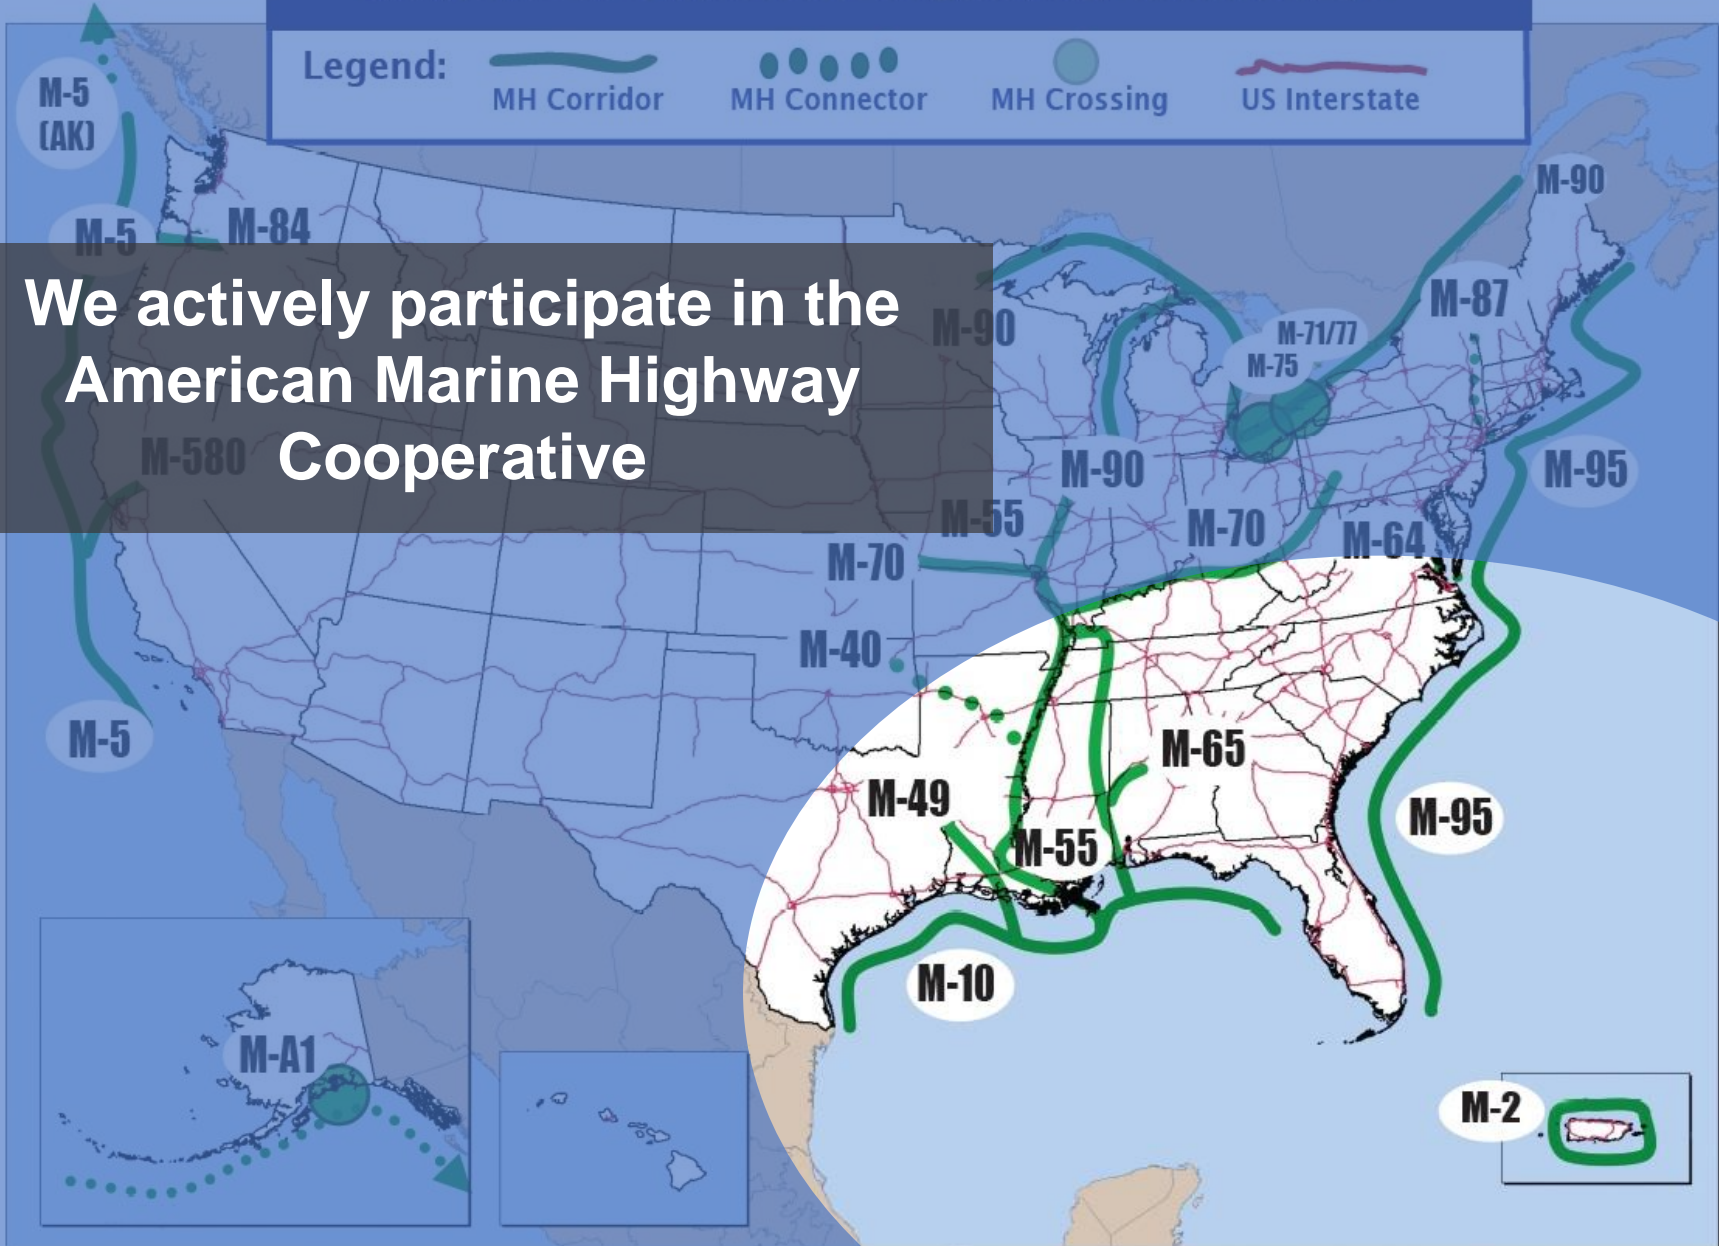 Legend:
MH Corridor
MH Connector
MH Crossing
US Interstate
M-5
(AK)
M-90
M-5
M-84
We actively participate in the
American Marine Highway
Cooperative
M-87
M-90
M-71/77
M-75
M-580
M-90
M-95
M-55
M-70
M-64
M-70
M-40
M-5
M-65
M-49
M-55
M-95
M-10
M-A1
M-2